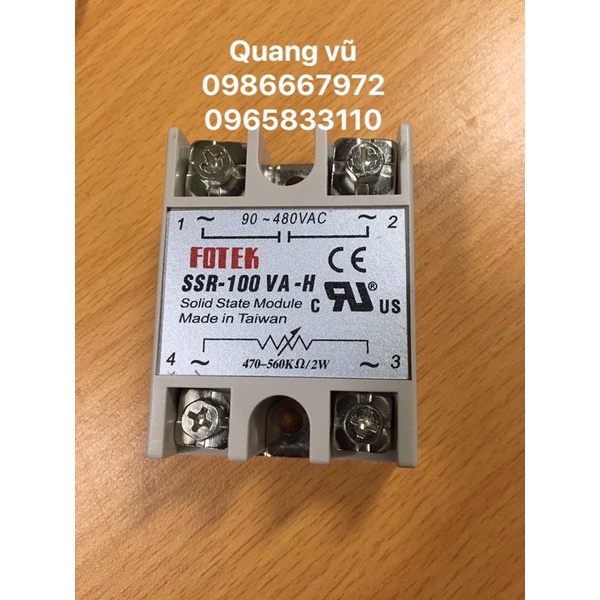 Quang vũ
0986667972
0965833110
1 ~ 90~480VAC ~ 2
FOTEK CE
SSR-100 VA-H
Solid State Module C RU ® US
Made in Taiwan
4 ~ ~ 3
470-560KΩ/2W